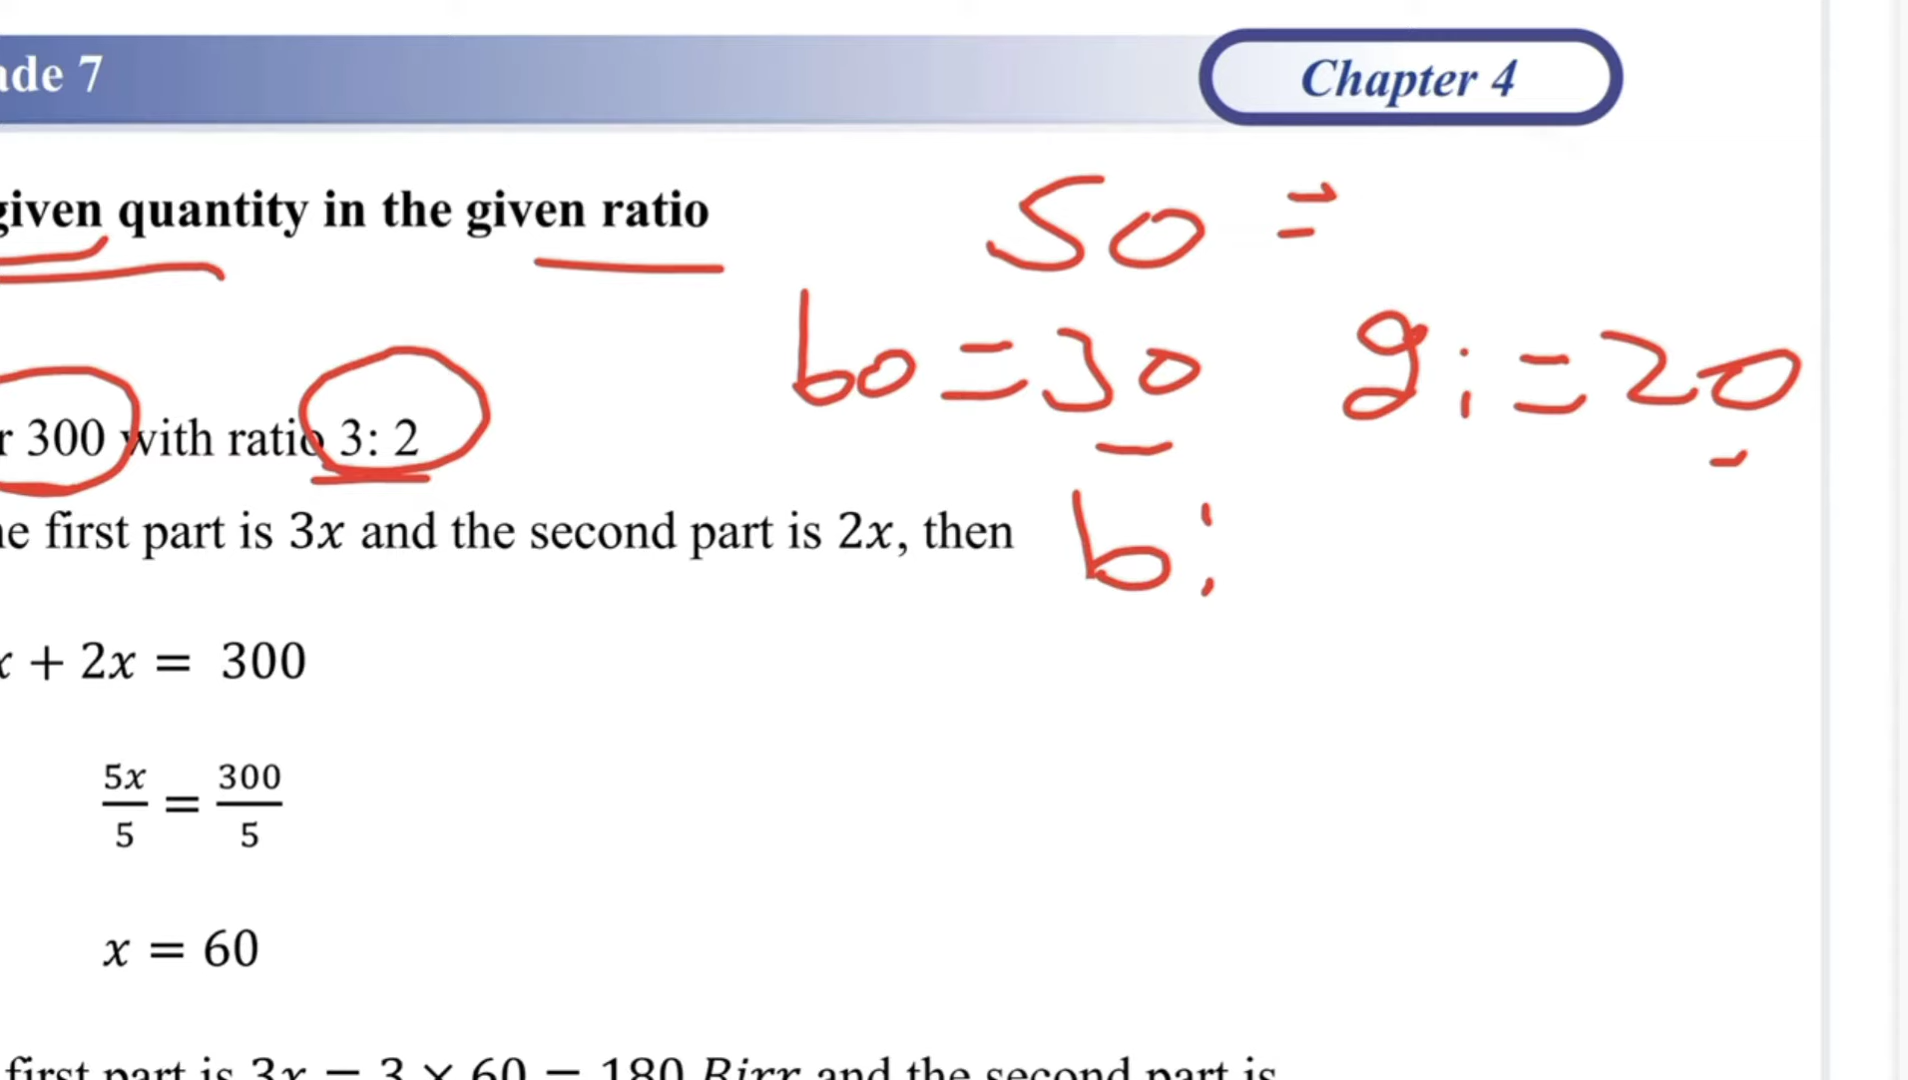 ade 7
Chapter 4
given quantity in the given ratio
50 =
bo = 30 gi = 20
r 300 with ratio 3: 2
e first part is 3x and the second part is 2x, then
b :
x + 2x = 300
5x/5 = 300/5
x = 60
first part is 3x = 3 × 60 = 180 Birr and the second part is